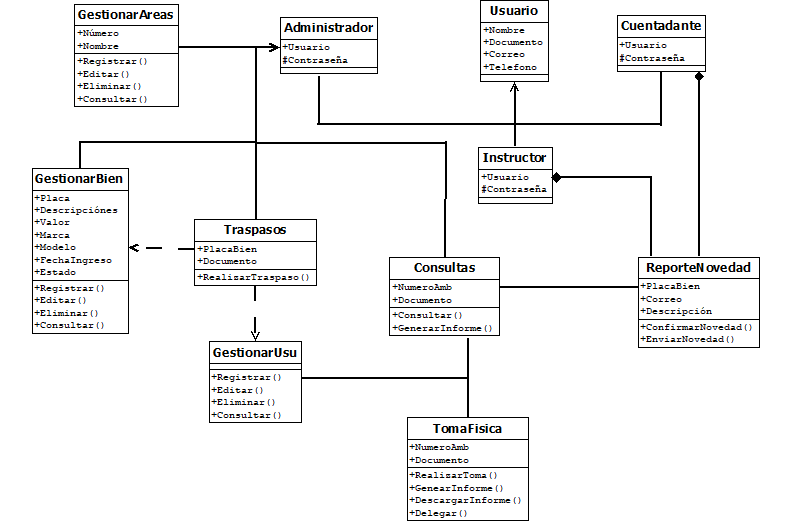 GestionarAreas
+Número
+Nombre
+Registrar()
+Editar()
+Eliminar()
+Consultar()
Administrador
+Usuario
#Contraseña
Usuario
+Nombre
+Documento
+Correo
+Telefono
Cuentadante
+Usuario
#Contraseña
Instructor
+Usuario
#Contraseña
GestionarBien
+Placa
+Descripciónes
+Valor
+Marca
+Modelo
+FechaIngreso
+Estado
+Registrar()
+Editar()
+Eliminar()
+Consultar()
Traspasos
+PlacaBien
+Documento
+RealizarTraspaso()
Consultas
+NumeroAmb
+Documento
+Consultar()
+GenerarInforme()
ReporteNovedad
+PlacaBien
+Correo
+Descripción
+ConfirmarNovedad()
+EnviarNovedad()
GestionarUsu
+Registrar()
+Editar()
+Eliminar()
+Consultar()
TomaFisica
+NumeroAmb
+Documento
+RealizarToma()
+GenearInforme()
+DescargarInforme()
+Delegar()